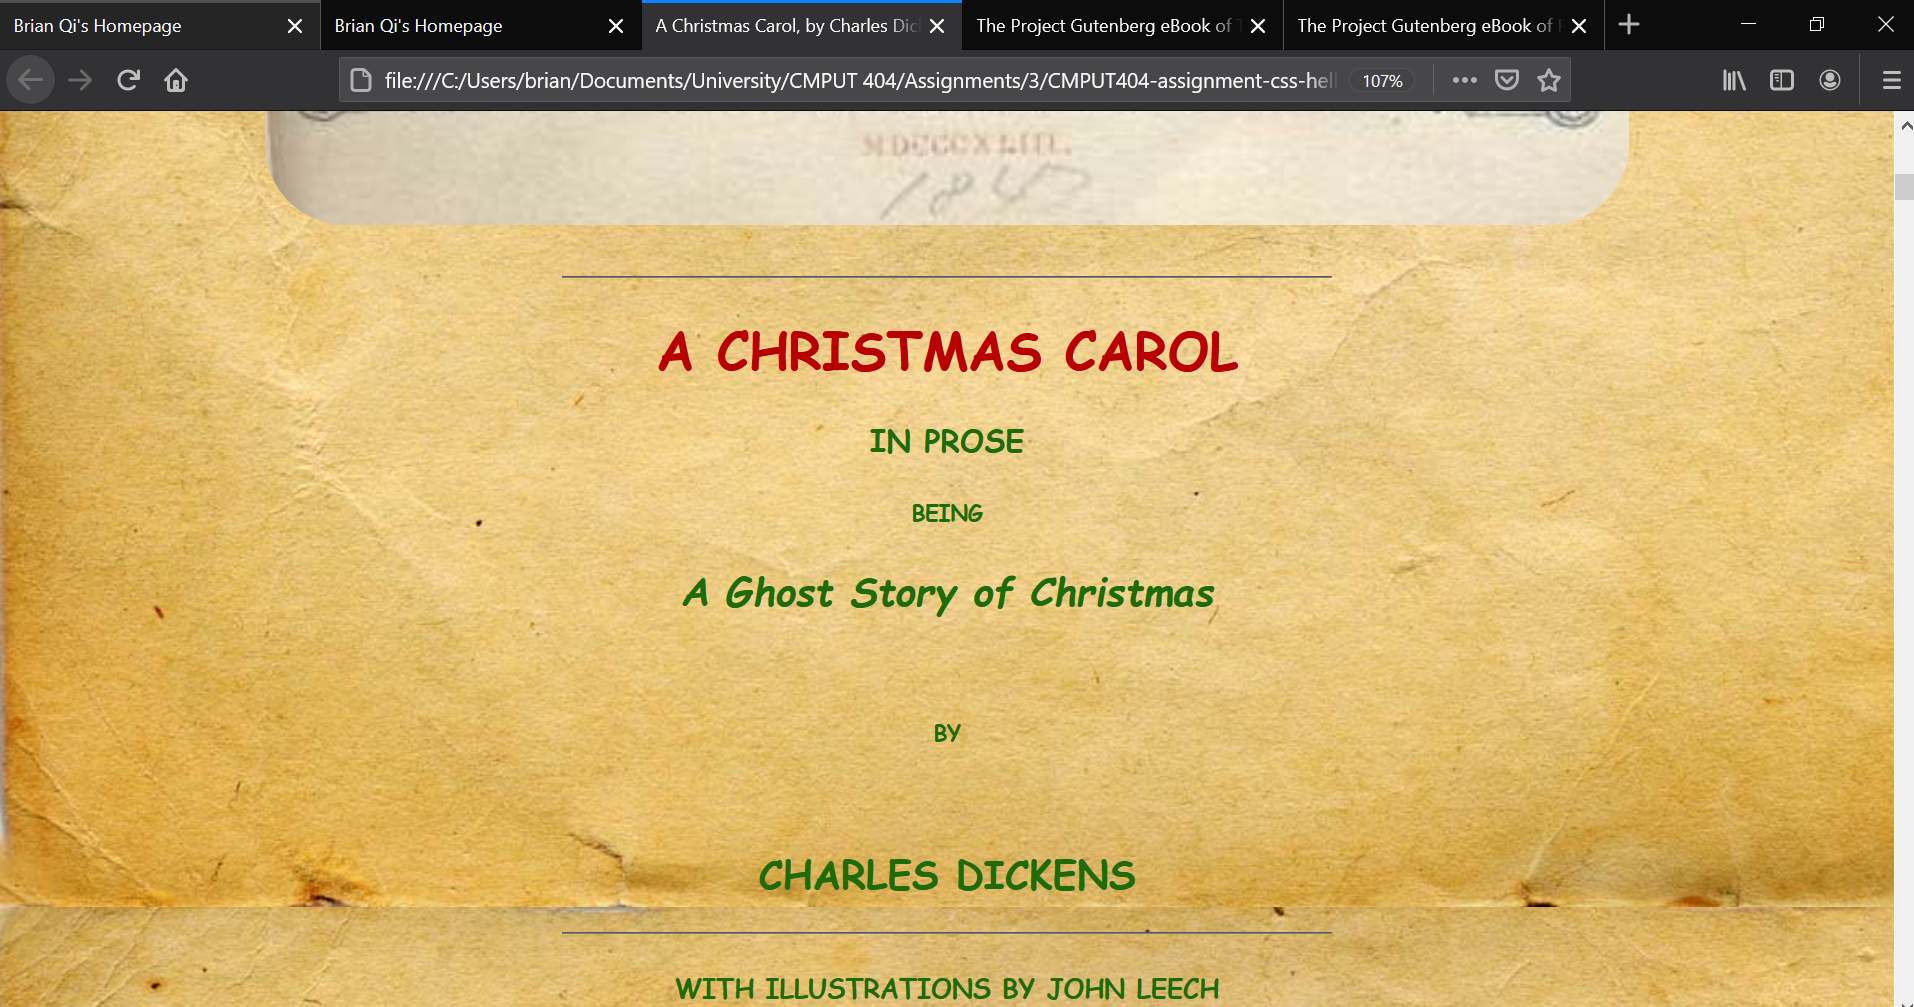 Brian Qi's Homepage
Brian Qi's Homepage
A Christmas Carol, by Charles Dic
The Project Gutenberg eBook of
The Project Gutenberg eBook of
file:///C:/Users/brian/Documents/University/CMPUT 404/Assignments/3/CMPUT404-assignment-css-hell
107%
MDCCCXLIII.
184
A CHRISTMAS CAROL
IN PROSE
BEING
A Ghost Story of Christmas
BY
CHARLES DICKENS
WITH ILLUSTRATIONS BY JOHN LEECH